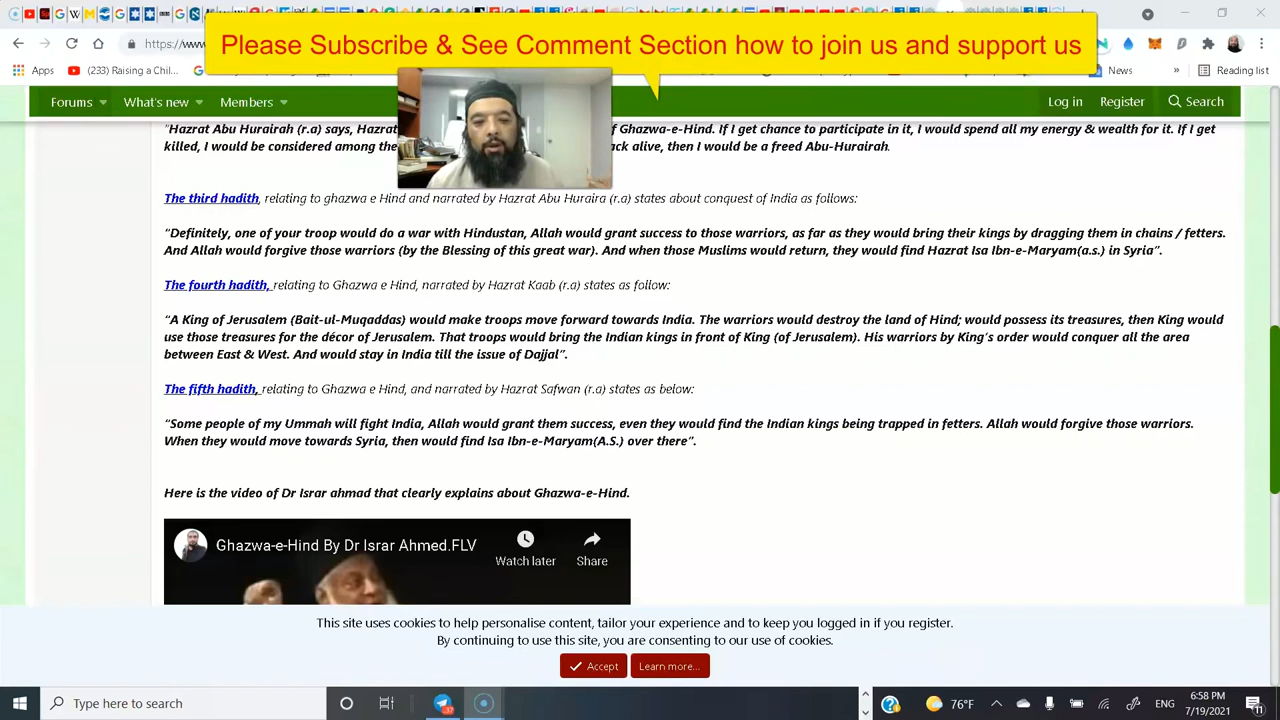 Please Subscribe & See Comment Section how to join us and support us
https://www.
Apps (233) Raising a Chil... News » Reading list
Forums What's new Members Log in Register Search
"Hazrat Abu Hurairah (r.a) says, Hazrat f Ghazwa-e-Hind. If I get chance to participate in it, I would spend all my energy & wealth for it. If I get
killed, I would be considered among the ack alive, then I would be a freed Abu-Hurairah.
The third hadith, relating to ghazwa e Hind and narrated by Hazrat Abu Huraira (r.a) states about conquest of India as follows:
"Definitely, one of your troop would do a war with Hindustan, Allah would grant success to those warriors, as far as they would bring their kings by dragging them in chains / fetters.
And Allah would forgive those warriors (by the Blessing of this great war). And when those Muslims would return, they would find Hazrat Isa Ibn-e-Maryam(a.s.) in Syria".
The fourth hadith, relating to Ghazwa e Hind, narrated by Hazrat Kaab (r.a) states as follow:
"A King of Jerusalem (Bait-ul-Muqaddas) would make troops move forward towards India. The warriors would destroy the land of Hind; would possess its treasures, then King would
use those treasures for the décor of Jerusalem. That troops would bring the Indian kings in front of King (of Jerusalem). His warriors by King's order would conquer all the area
between East & West. And would stay in India till the issue of Dajjal".
The fifth hadith, relating to Ghazwa e Hind, and narrated by Hazrat Safwan (r.a) states as below:
"Some people of my Ummah will fight India, Allah would grant them success, even they would find the Indian kings being trapped in fetters. Allah would forgive those warriors.
When they would move towards Syria, then would find Isa Ibn-e-Maryam(A.S.) over there".
Here is the video of Dr Israr ahmad that clearly explains about Ghazwa-e-Hind.
Ghazwa-e-Hind By Dr Israr Ahmed.FLV
Watch later Share
This site uses cookies to help personalise content, tailor your experience and to keep you logged in if you register.
By continuing to use this site, you are consenting to our use of cookies.
Accept Learn more...
Type here to search 76°F ENG 6:58 PM
7/19/2021